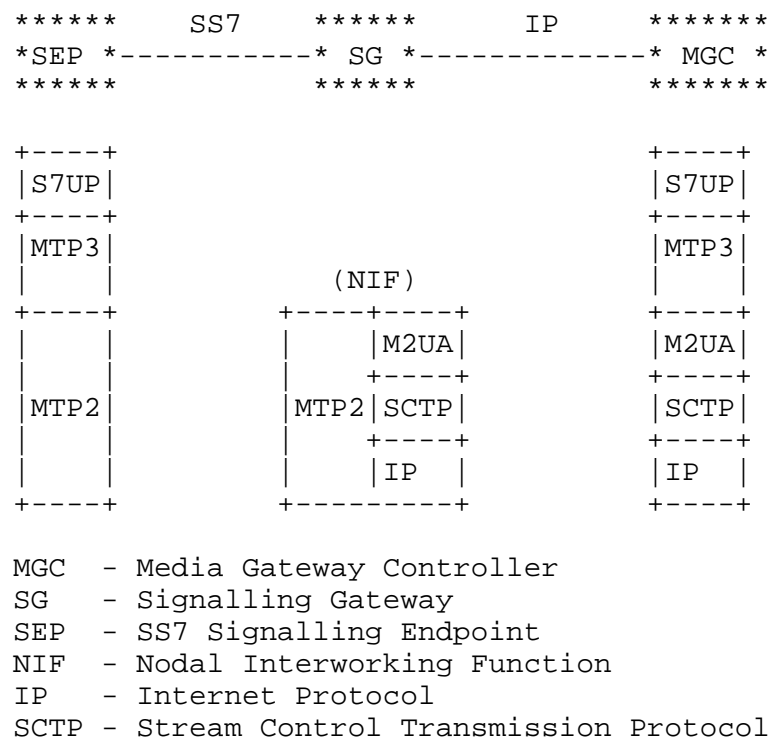 ******      SS7      ******        IP        *******
*SEP *-----------* SG *-------------* MGC *
******               ******                  *******

+----+                                +----+
|S7UP|                                |S7UP|
+----+                                +----+
|MTP3|                                |MTP3|
|    |             (NIF)              |    |
+----+          +----+----+           +----+
|    |          |    |M2UA|           |M2UA|
|    |          |    +----+           +----+
|MTP2|          |MTP2|SCTP|           |SCTP|
|    |          |    +----+           +----+
|    |          |    |IP  |           |IP  |
+----+          +---------+           +----+

MGC  - Media Gateway Controller
SG   - Signalling Gateway
SEP  - SS7 Signalling Endpoint
NIF  - Nodal Interworking Function
IP   - Internet Protocol
SCTP - Stream Control Transmission Protocol